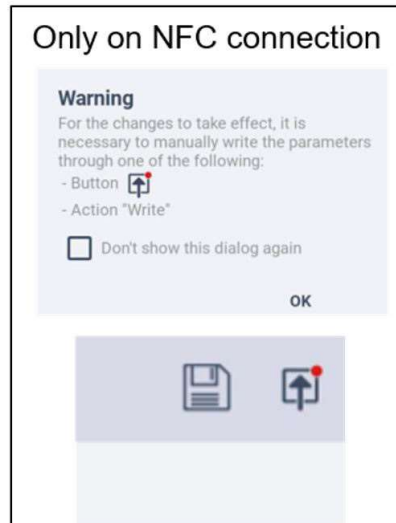 Only on NFC connection
Warning
For the changes to take effect, it is
necessary to manually write the parameters
through one of the following:
- Button
- Action "Write"
Don't show this dialog again
OK